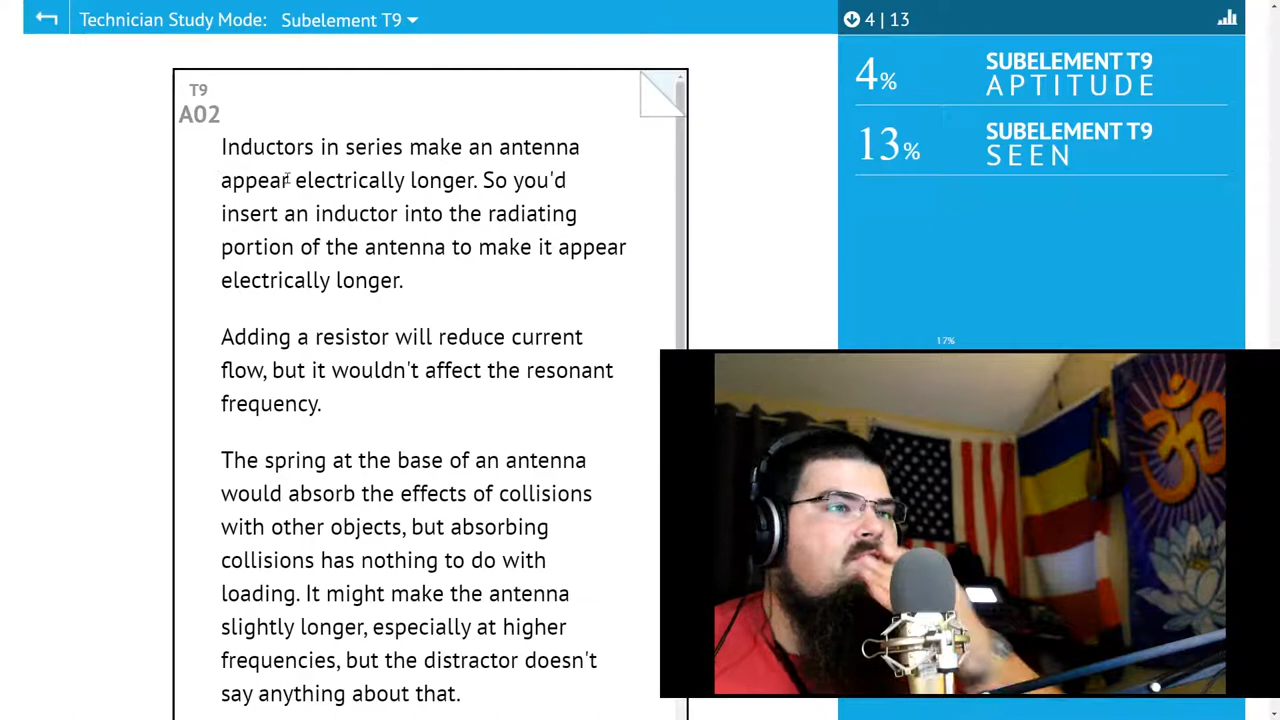 Technician Study Mode: Subelement T9
4 | 13
T9
A02
Inductors in series make an antenna
appear electrically longer. So you'd
insert an inductor into the radiating
portion of the antenna to make it appear
electrically longer.
Adding a resistor will reduce current
flow, but it wouldn't affect the resonant
frequency.
The spring at the base of an antenna
would absorb the effects of collisions
with other objects, but absorbing
collisions has nothing to do with
loading. It might make the antenna
slightly longer, especially at higher
frequencies, but the distractor doesn't
say anything about that.
4% SUBELEMENT T9
APTITUDE
13% SUBELEMENT T9
SEEN
17%
ॐ